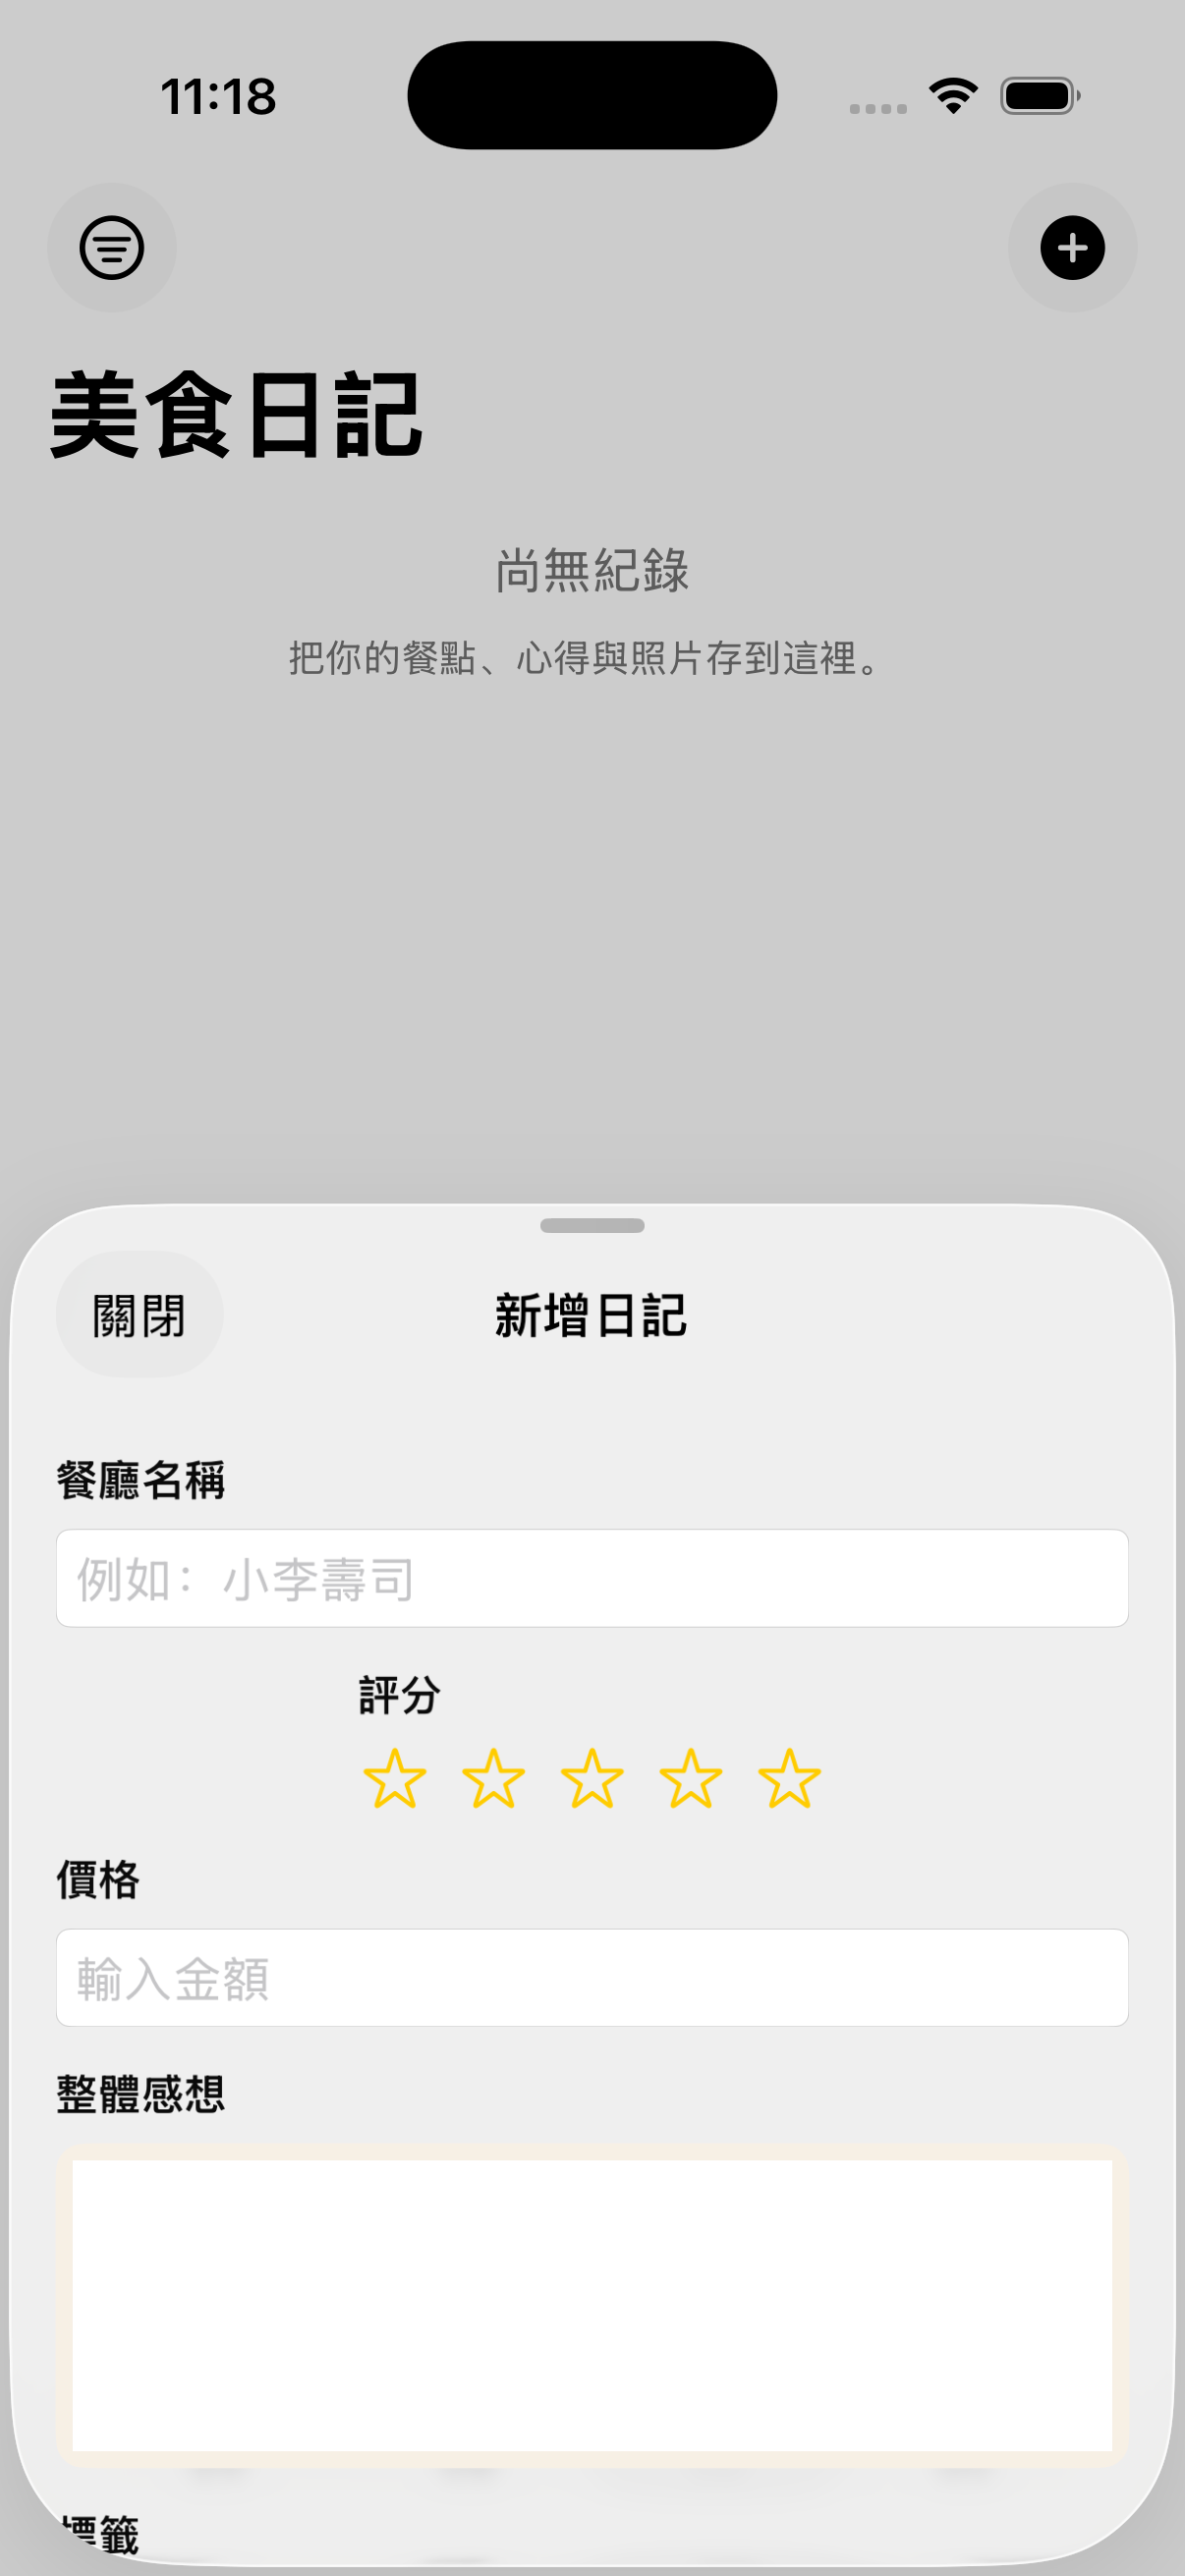 11:18
美食日記
尚無紀錄
把你的餐點、心得與照片存到這裡。
關閉
新增日記
餐廳名稱
例如：小李壽司
評分
價格
輸入金額
整體感想
標籤